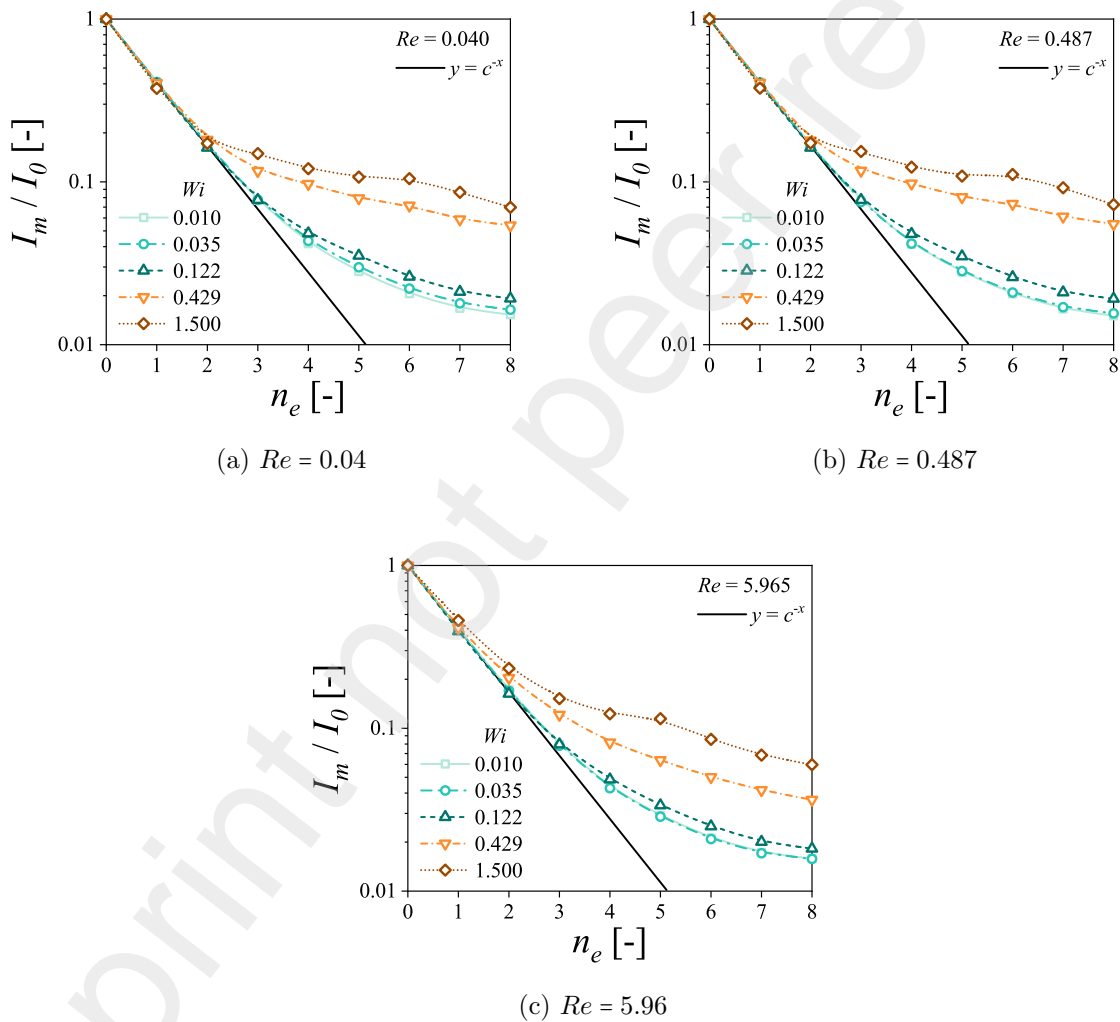 1
0.1
0.01
I_m / I_0 [-]
Re = 0.040
y = c^{-x}
Wi
0.010
0.035
0.122
0.429
1.500
0 1 2 3 4 5 6 7 8
n_e [-]
(a) Re = 0.04
1
0.1
0.01
I_m / I_0 [-]
Re = 0.487
y = c^{-x}
Wi
0.010
0.035
0.122
0.429
1.500
0 1 2 3 4 5 6 7 8
n_e [-]
(b) Re = 0.487
1
0.1
0.01
I_m / I_0 [-]
Re = 5.965
y = c^{-x}
Wi
0.010
0.035
0.122
0.429
1.500
0 1 2 3 4 5 6 7 8
n_e [-]
(c) Re = 5.96
print not peer re